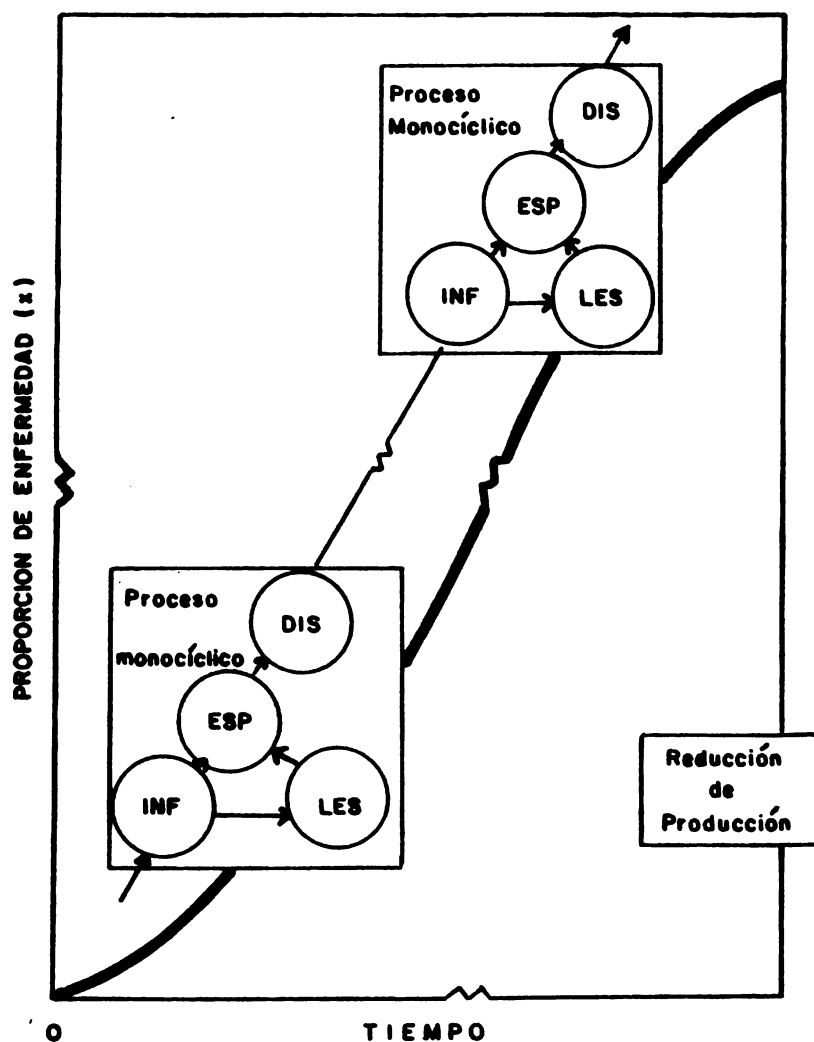 Proceso
Monocíclico
DIS
ESP
INF
LES
PROPORCION DE ENFERMEDAD (x)
Proceso
monocíclico
DIS
ESP
INF
LES
Reducción
de
Producción
O
TIEMPO